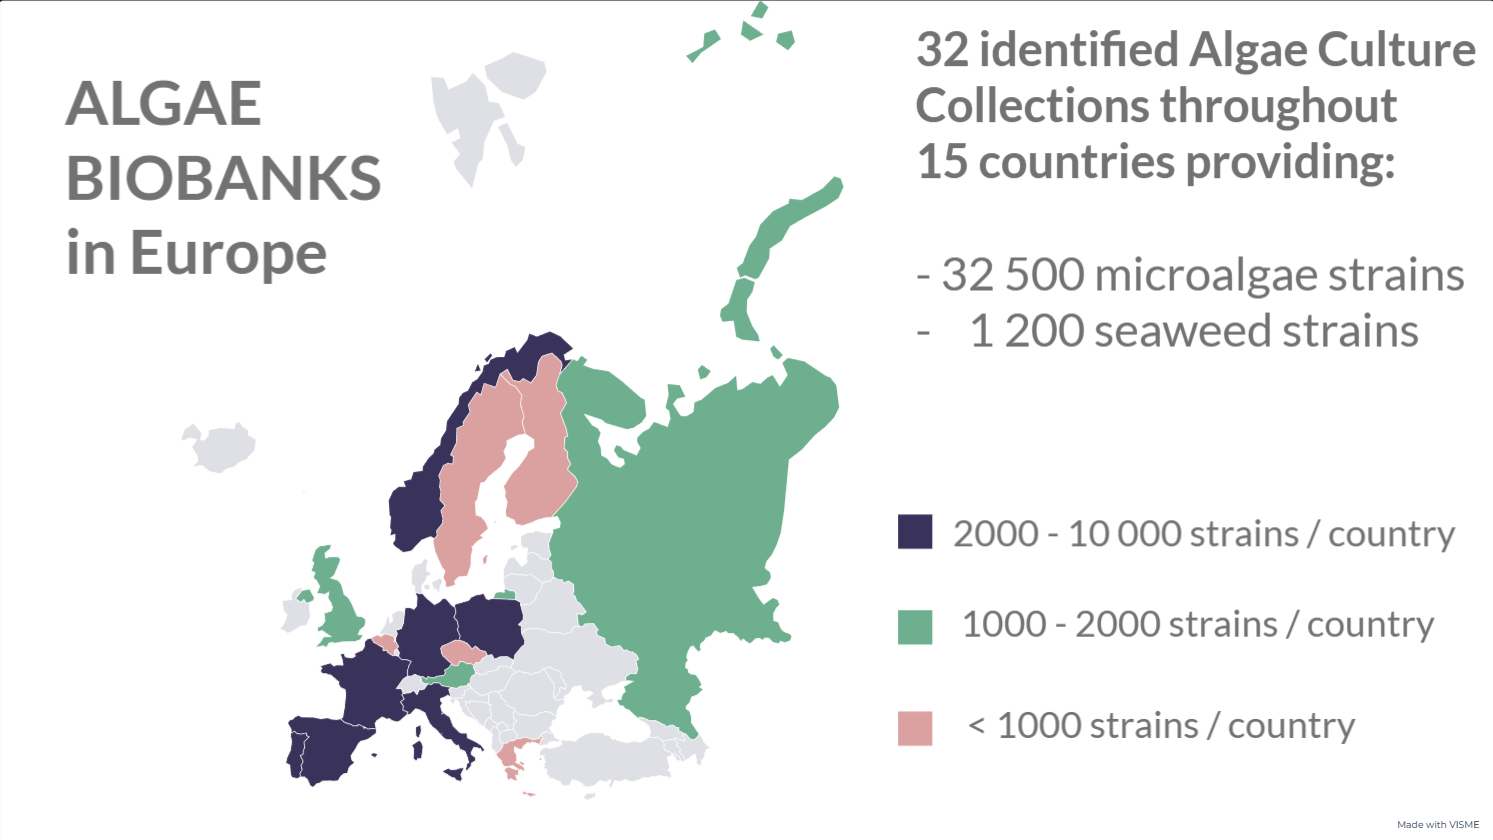 ALGAE
BIOBANKS
in Europe
32 identified Algae Culture
Collections throughout
15 countries providing:
- 32 500 microalgae strains
- 1 200 seaweed strains
2000 - 10 000 strains / country
1000 - 2000 strains / country
< 1000 strains / country
Made with VISME